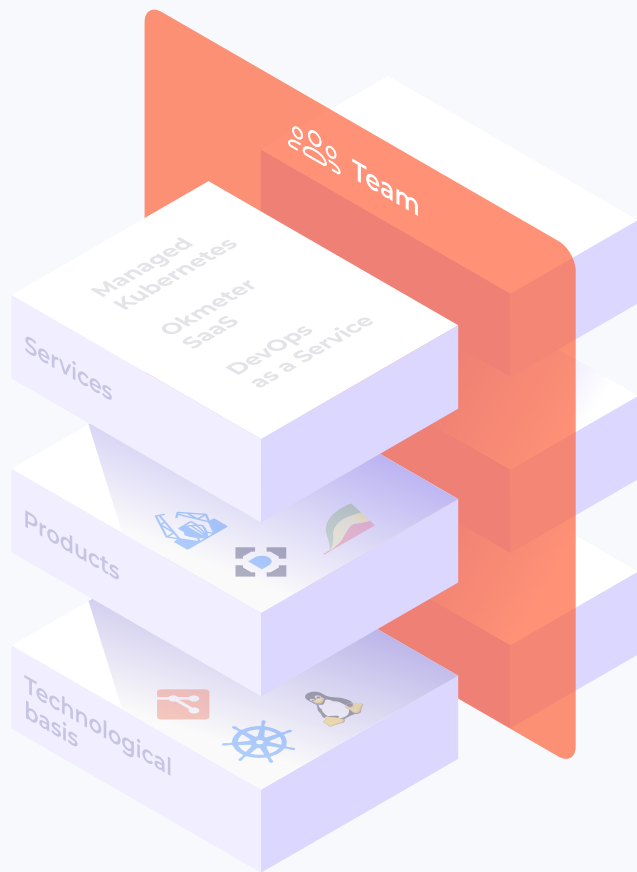 Team
Managed
Kubernetes
Okmeter
SaaS
DevOps
as a Service
Services
Products
Technological
basis